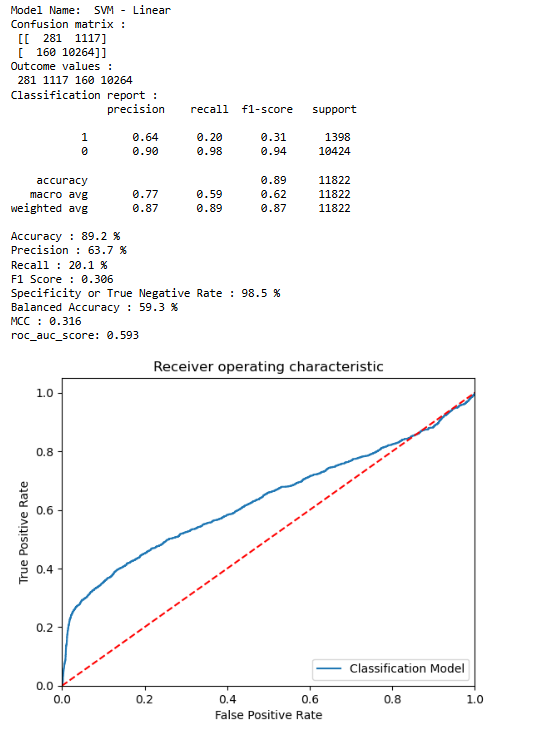 Model Name:  SVM - Linear
Confusion matrix :
 [[  281  1117]
 [  160 10264]]
Outcome values :
 281 1117 160 10264
Classification report :
               precision    recall  f1-score   support

           1       0.64      0.20      0.31      1398
           0       0.90      0.98      0.94     10424

    accuracy                           0.89     11822
   macro avg       0.77      0.59      0.62     11822
weighted avg       0.87      0.89      0.87     11822

Accuracy : 89.2 %
Precision : 63.7 %
Recall : 20.1 %
F1 Score : 0.306
Specificity or True Negative Rate : 98.5 %
Balanced Accuracy : 59.3 %
MCC : 0.316
roc_auc_score: 0.593
Receiver operating characteristic
True Positive Rate
1.0
0.8
0.6
0.4
0.2
0.0
Classification Model
0.0 0.2 0.4 0.6 0.8 1.0
False Positive Rate